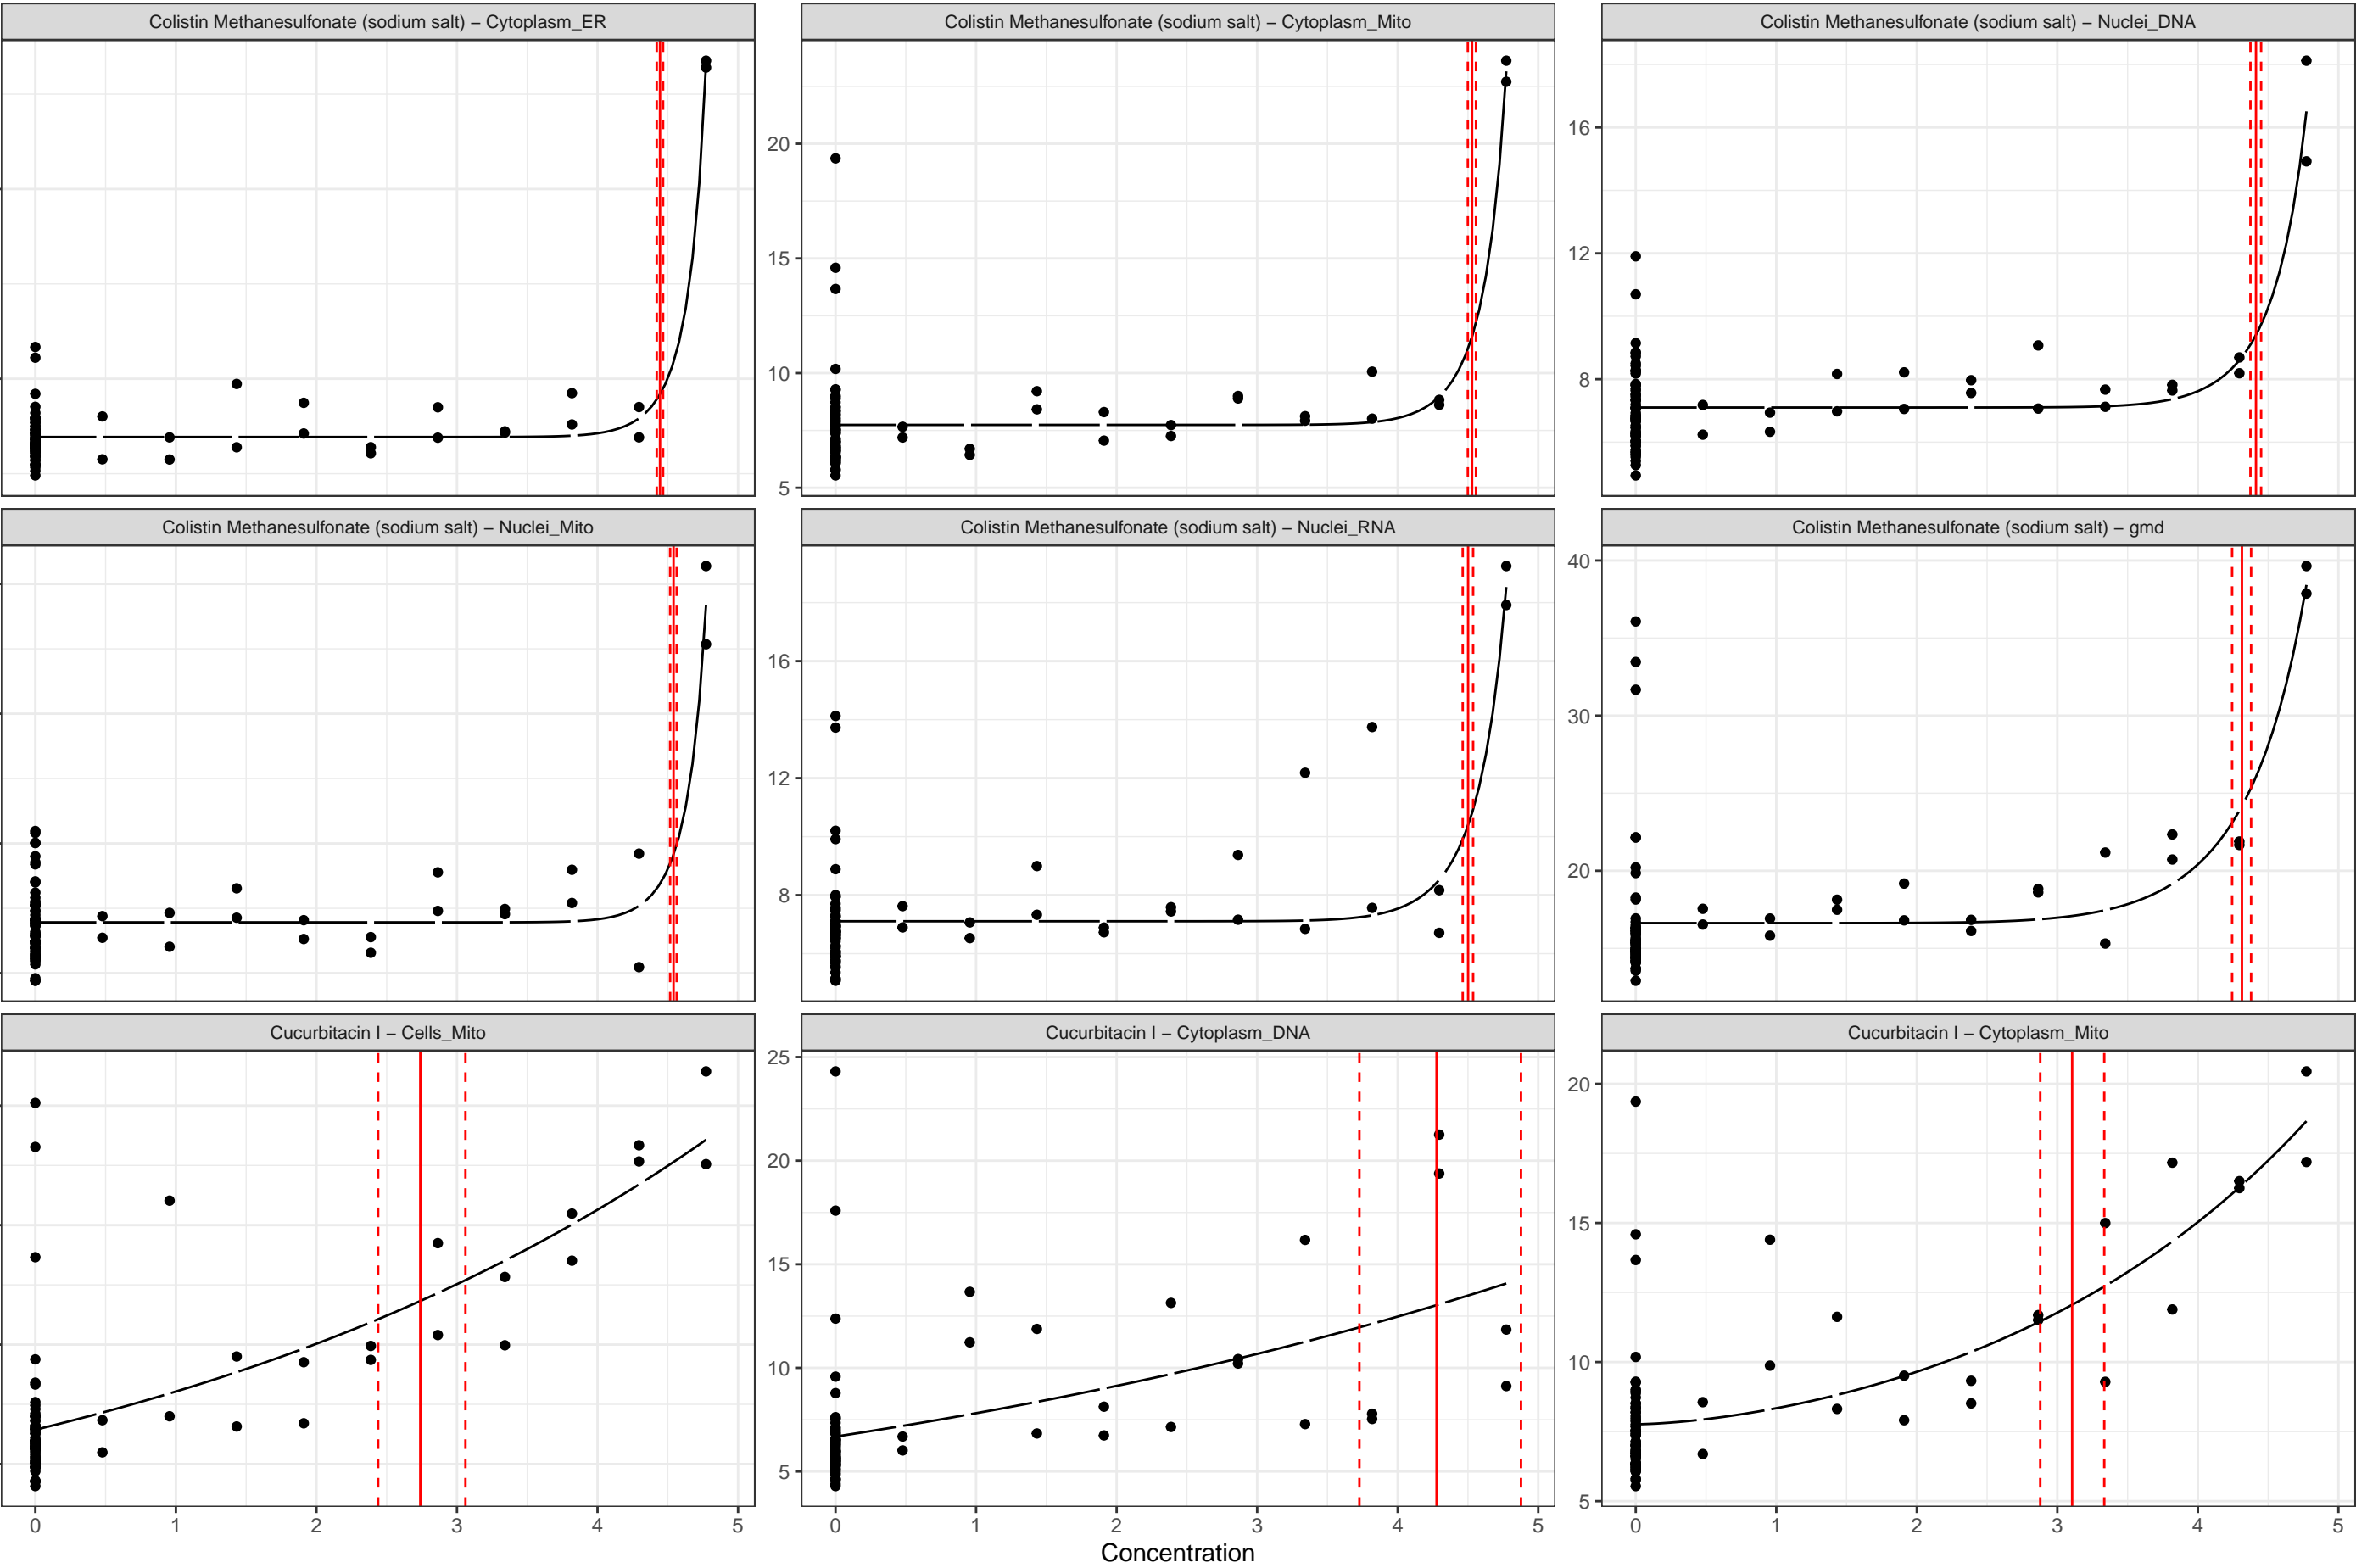 Colistin Methanesulfonate (sodium salt) − Cytoplasm_ER
Colistin Methanesulfonate (sodium salt) − Cytoplasm_Mito
Colistin Methanesulfonate (sodium salt) − Nuclei_DNA
20
15
10
5
16
12
8
Colistin Methanesulfonate (sodium salt) − Nuclei_Mito
Colistin Methanesulfonate (sodium salt) − Nuclei_RNA
Colistin Methanesulfonate (sodium salt) − gmd
16
12
8
40
30
20
Cucurbitacin I − Cells_Mito
Cucurbitacin I − Cytoplasm_DNA
Cucurbitacin I − Cytoplasm_Mito
25
20
15
10
5
20
15
10
5
0 1 2 3 4 5
0 1 2 3 4 5
0 1 2 3 4 5
Concentration